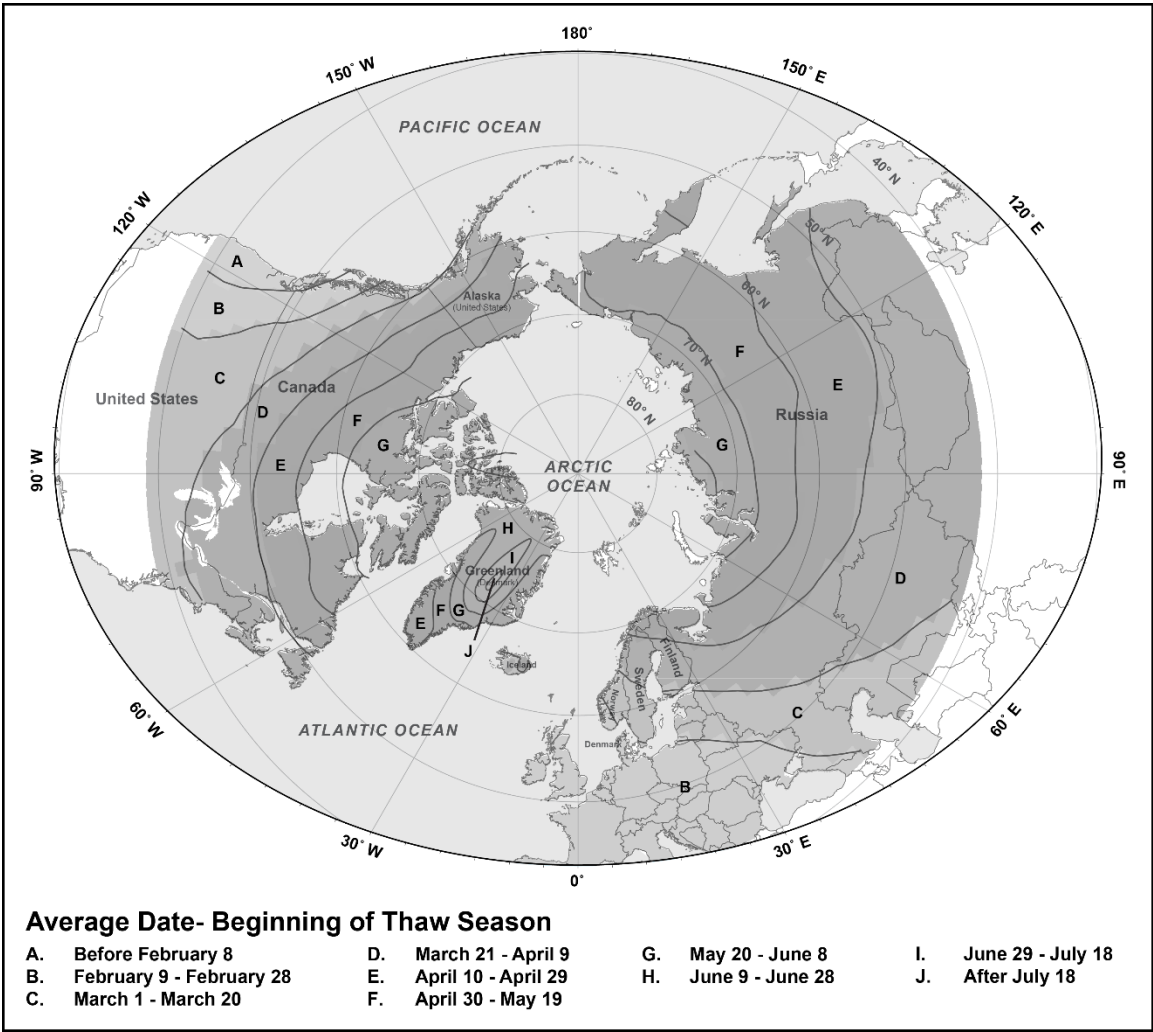 180°
150° W
150° E
PACIFIC OCEAN
40° N
120° W
120° E
50° N
A
60° N
Alaska
(United States)
B
70° N
F
C
Canada
E
United States
80° N
Russia
D
F
G
G
E
ARCTIC
OCEAN
90° W
90° E
H
I
Greenland
(Denmark)
D
F
G
E
J
Iceland
Finland
Sweden
Norway
C
60° W
60° E
ATLANTIC OCEAN
Denmark
B
30° W
30° E
0°
Average Date- Beginning of Thaw Season
A. Before February 8
B. February 9 - February 28
C. March 1 - March 20
D. March 21 - April 9
E. April 10 - April 29
F. April 30 - May 19
G. May 20 - June 8
H. June 9 - June 28
I. June 29 - July 18
J. After July 18